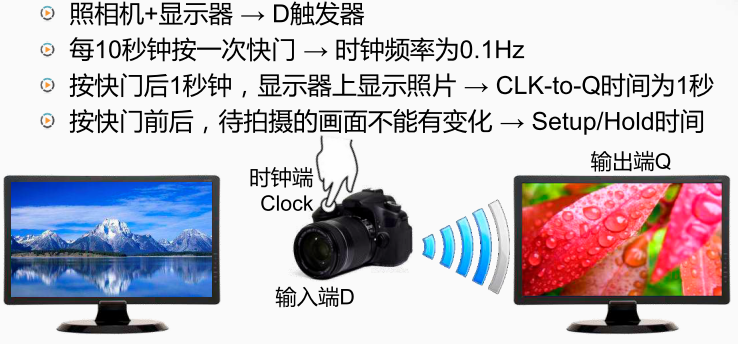 照相机+显示器 → D触发器
每10秒钟按一次快门 → 时钟频率为0.1Hz
按快门后1秒钟，显示器上显示照片 → CLK-to-Q时间为1秒
按快门前后，待拍摄的画面不能有变化 → Setup/Hold时间
时钟端
Clock
输入端D
输出端Q